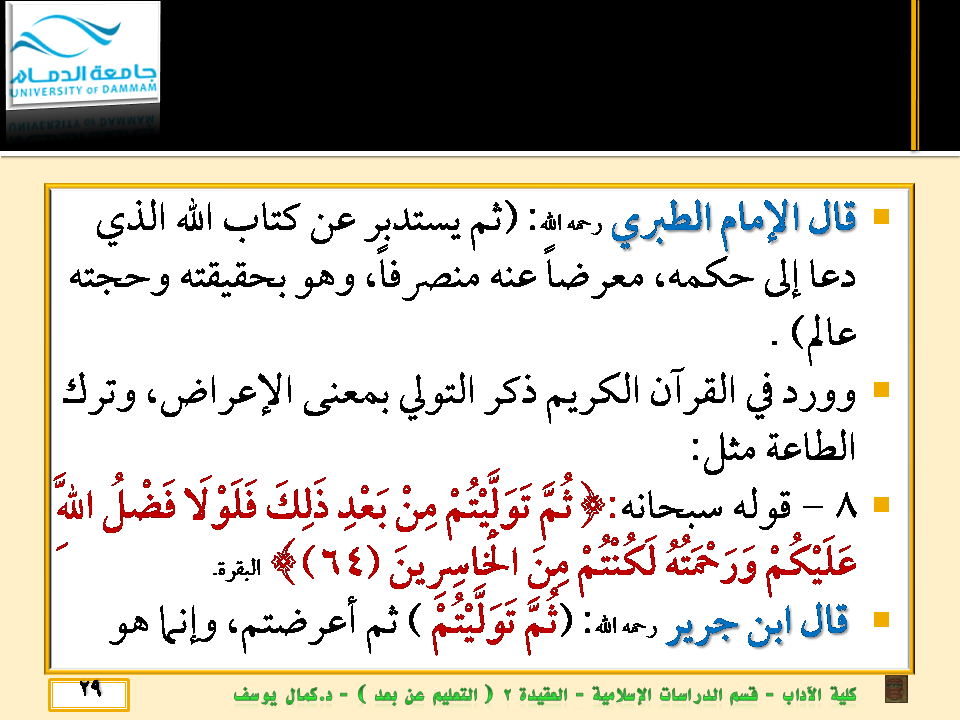 جامعة الدمام
UNIVERSITY OF DAMMAM
قال الإمام الطبري رحمه الله: (ثم يستدبر عن كتاب الله الذي
دعا إلى حكمه، معرضاً عنه منصرفاً، وهو بحقيقته وحجته
عالم) .
وورد في القرآن الكريم ذكر التولي بمعنى الإعراض، وترك
الطاعة مثل:
٨ – قوله سبحانه:﴿ثُمَّ تَوَلَّيْتُمْ مِنْ بَعْدِ ذَلِكَ فَلَوْلَا فَضْلُ اللَّهِ
عَلَيْكُمْ وَرَحْمَتُهُ لَكُنْتُمْ مِنَ الْخَاسِرِينَ (٦٤)﴾ البقرة.
قال ابن جرير رحمه الله: (ثُمَّ تَوَلَّيْتُمْ ) ثم أعرضتم، وإنما هو
كلية الآداب - قسم الدراسات الإسلامية - العقيدة ٢ ( التعليم عن بعد ) - د.كمال يوسف
٢٩